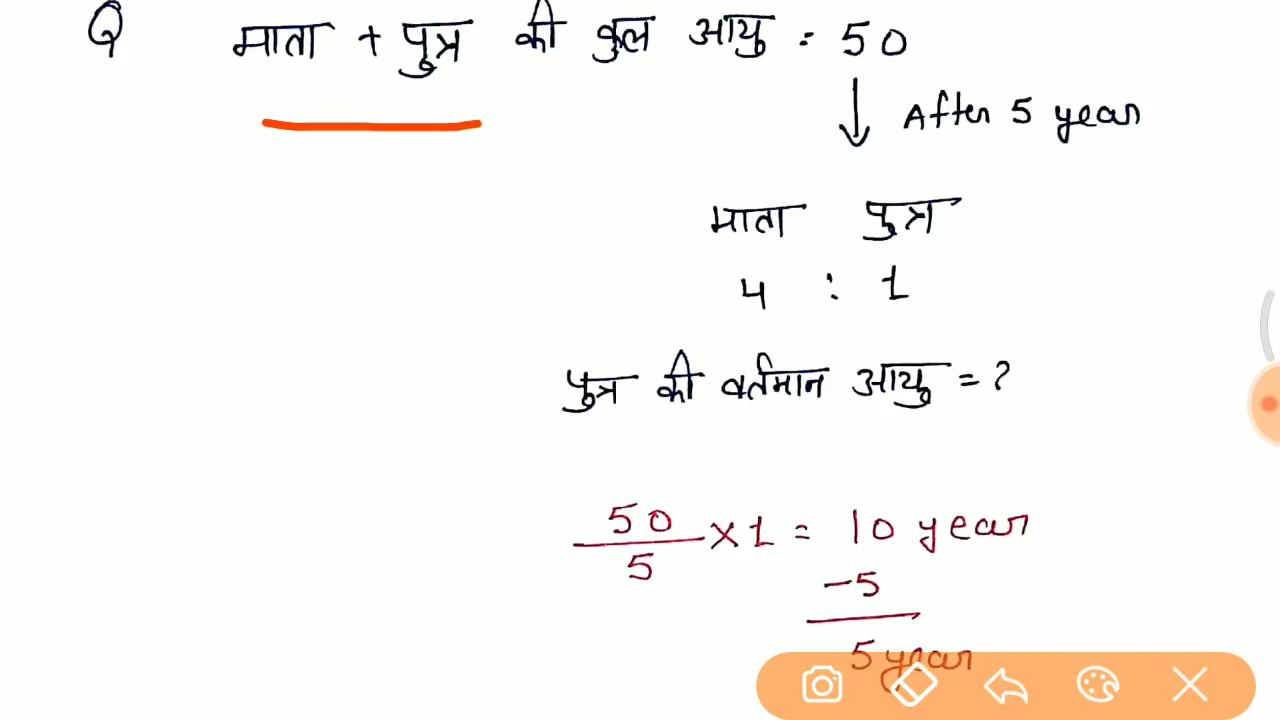 Q माता + पुत्र की कुल आयु = 50
After 5 year
माता पुत्र
4 : 1
पुत्र की वर्तमान आयु = ?
50/5 × 1 = 10 year
-5
5 year